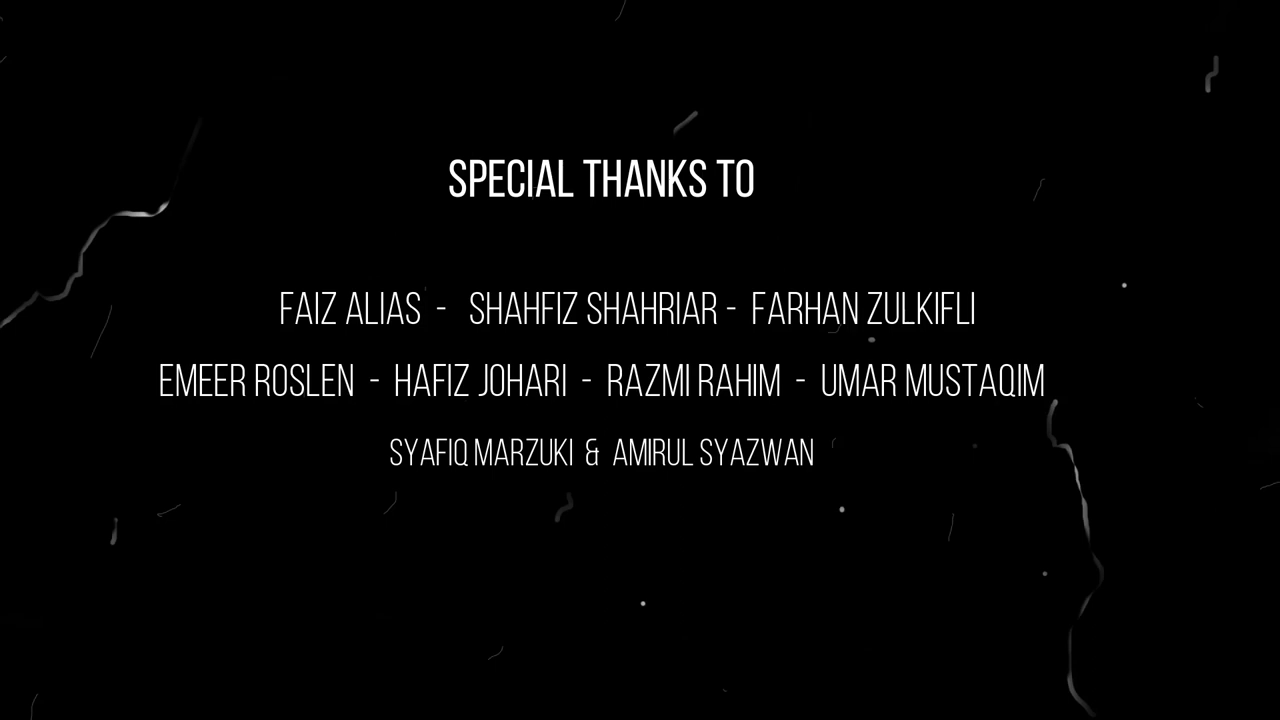 SPECIAL THANKS TO
FAIZ ALIAS - SHAHFIZ SHAHRIAR - FARHAN ZULKIFLI
EMEER ROSLEN - HAFIZ JOHARI - RAZMI RAHIM - UMAR MUSTAQIM
SYAFIQ MARZUKI & AMIRUL SYAZWAN